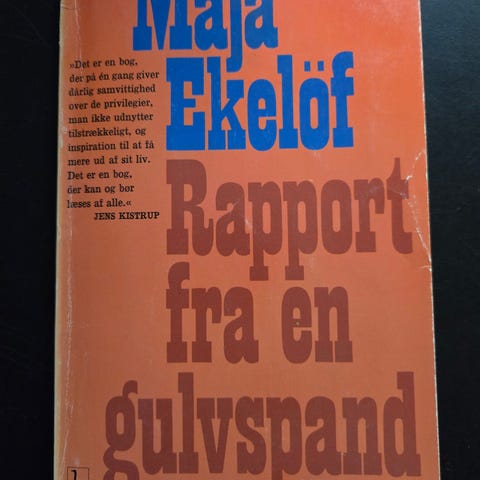 Maja
Ekelöf
»Det er en bog,
der på én gang giver
dårlig samvittighed
over de privilegier,
man ikke udnytter
tilstrækkeligt, og
inspiration til at få
mere ud af sit liv.
Det er en bog,
der kan og bør
læses af alle.«
JENS KISTRUP
Rapport
fra en
gulvspand